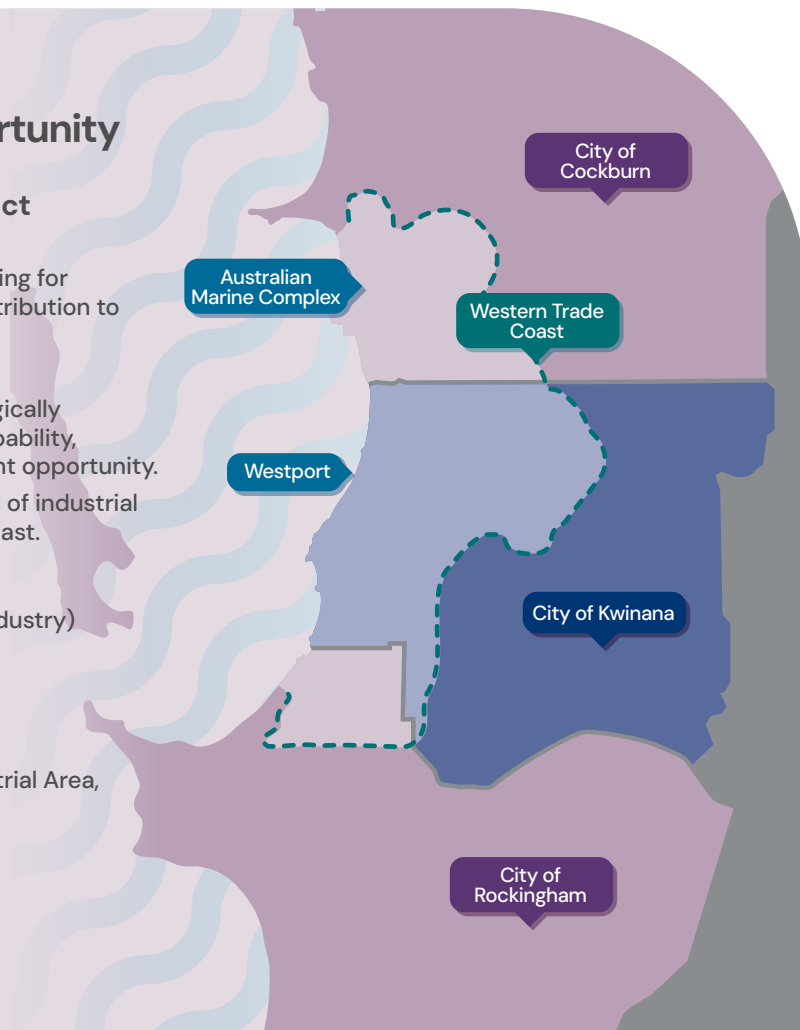 rtunity
ct
ing for
tribution to
gically
pability,
nt opportunity.
of industrial
ast.
dustry)
trial Area,
City of
Cockburn
Australian
Marine Complex
Western Trade
Coast
Westport
City of Kwinana
City of
Rockingham